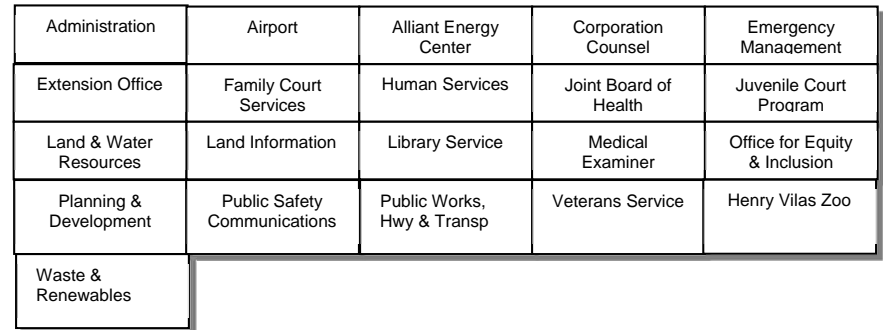 Administration
Airport
Alliant Energy
Center
Corporation
Counsel
Emergency
Management
Extension Office
Family Court
Services
Human Services
Joint Board of
Health
Juvenile Court
Program
Land & Water
Resources
Land Information
Library Service
Medical
Examiner
Office for Equity
& Inclusion
Planning &
Development
Public Safety
Communications
Public Works,
Hwy & Transp
Veterans Service
Henry Vilas Zoo
Waste &
Renewables